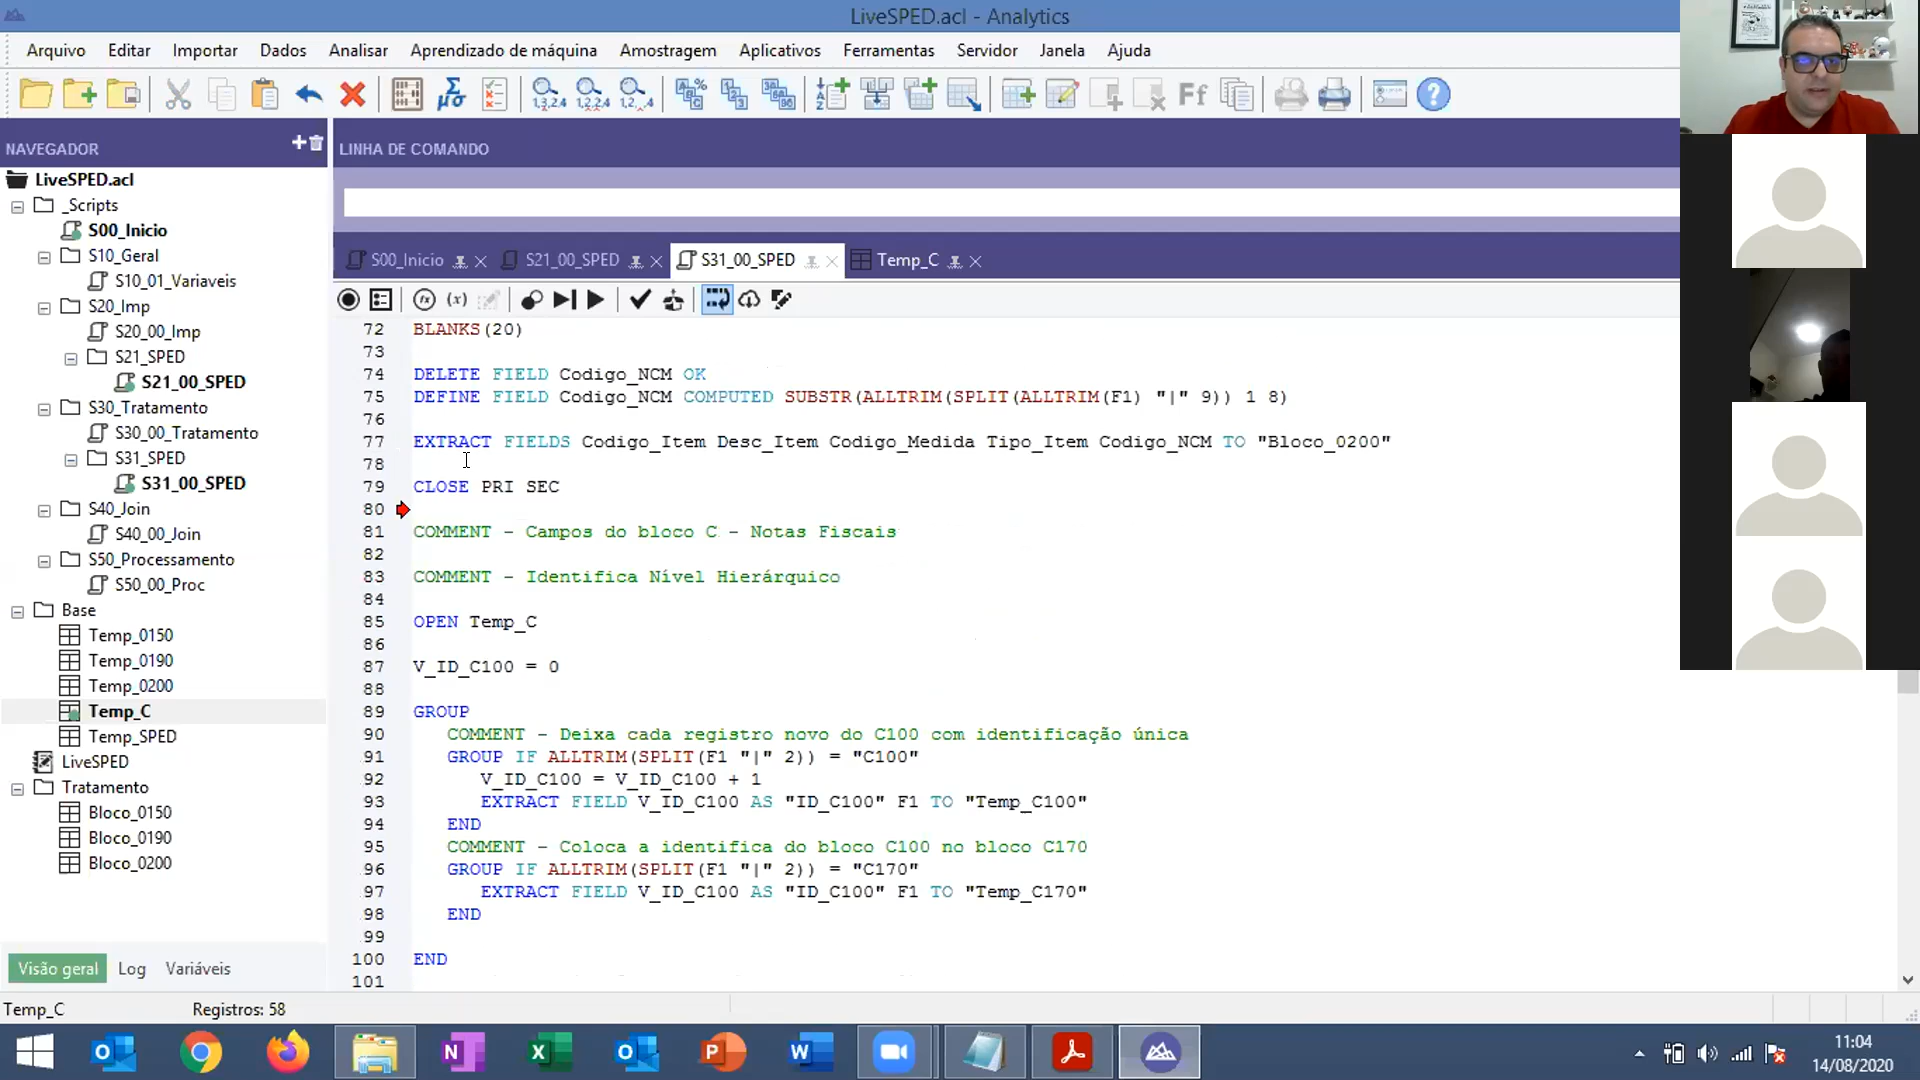 LiveSPED.acl - Analytics
Arquivo Editar Importar Dados Analisar Aprendizado de máquina Amostragem Aplicativos Ferramentas Servidor Janela Ajuda
NAVEGADOR
LiveSPED.acl
_Scripts
S00_Inicio
S10_Geral
S10_01_Variaveis
S20_Imp
S20_00_Imp
S21_SPED
S21_00_SPED
S30_Tratamento
S30_00_Tratamento
S31_SPED
S31_00_SPED
S40_Join
S40_00_Join
S50_Processamento
S50_00_Proc
Base
Temp_0150
Temp_0190
Temp_0200
Temp_C
Temp_SPED
LiveSPED
Tratamento
Bloco_0150
Bloco_0190
Bloco_0200
Visão geral Log Variáveis
LINHA DE COMANDO
S00_Inicio S21_00_SPED S31_00_SPED Temp_C
72 BLANKS(20)
73
74 DELETE FIELD Codigo_NCM OK
75 DEFINE FIELD Codigo_NCM COMPUTED SUBSTR(ALLTRIM(SPLIT(ALLTRIM(F1) "|" 9)) 1 8)
76
77 EXTRACT FIELDS Codigo_Item Desc_Item Codigo_Medida Tipo_Item Codigo_NCM TO "Bloco_0200"
78
79 CLOSE PRI SEC
80
81 COMMENT - Campos do bloco C - Notas Fiscais
82
83 COMMENT - Identifica Nível Hierárquico
84
85 OPEN Temp_C
86
87 V_ID_C100 = 0
88
89 GROUP
90 COMMENT - Deixa cada registro novo do C100 com identificação única
91 GROUP IF ALLTRIM(SPLIT(F1 "|" 2)) = "C100"
92 V_ID_C100 = V_ID_C100 + 1
93 EXTRACT FIELD V_ID_C100 AS "ID_C100" F1 TO "Temp_C100"
94 END
95 COMMENT - Coloca a identifica do bloco C100 no bloco C170
96 GROUP IF ALLTRIM(SPLIT(F1 "|" 2)) = "C170"
97 EXTRACT FIELD V_ID_C100 AS "ID_C100" F1 TO "Temp_C170"
98 END
99
100 END
101
Temp_C Registros: 58
11:04
14/08/2020